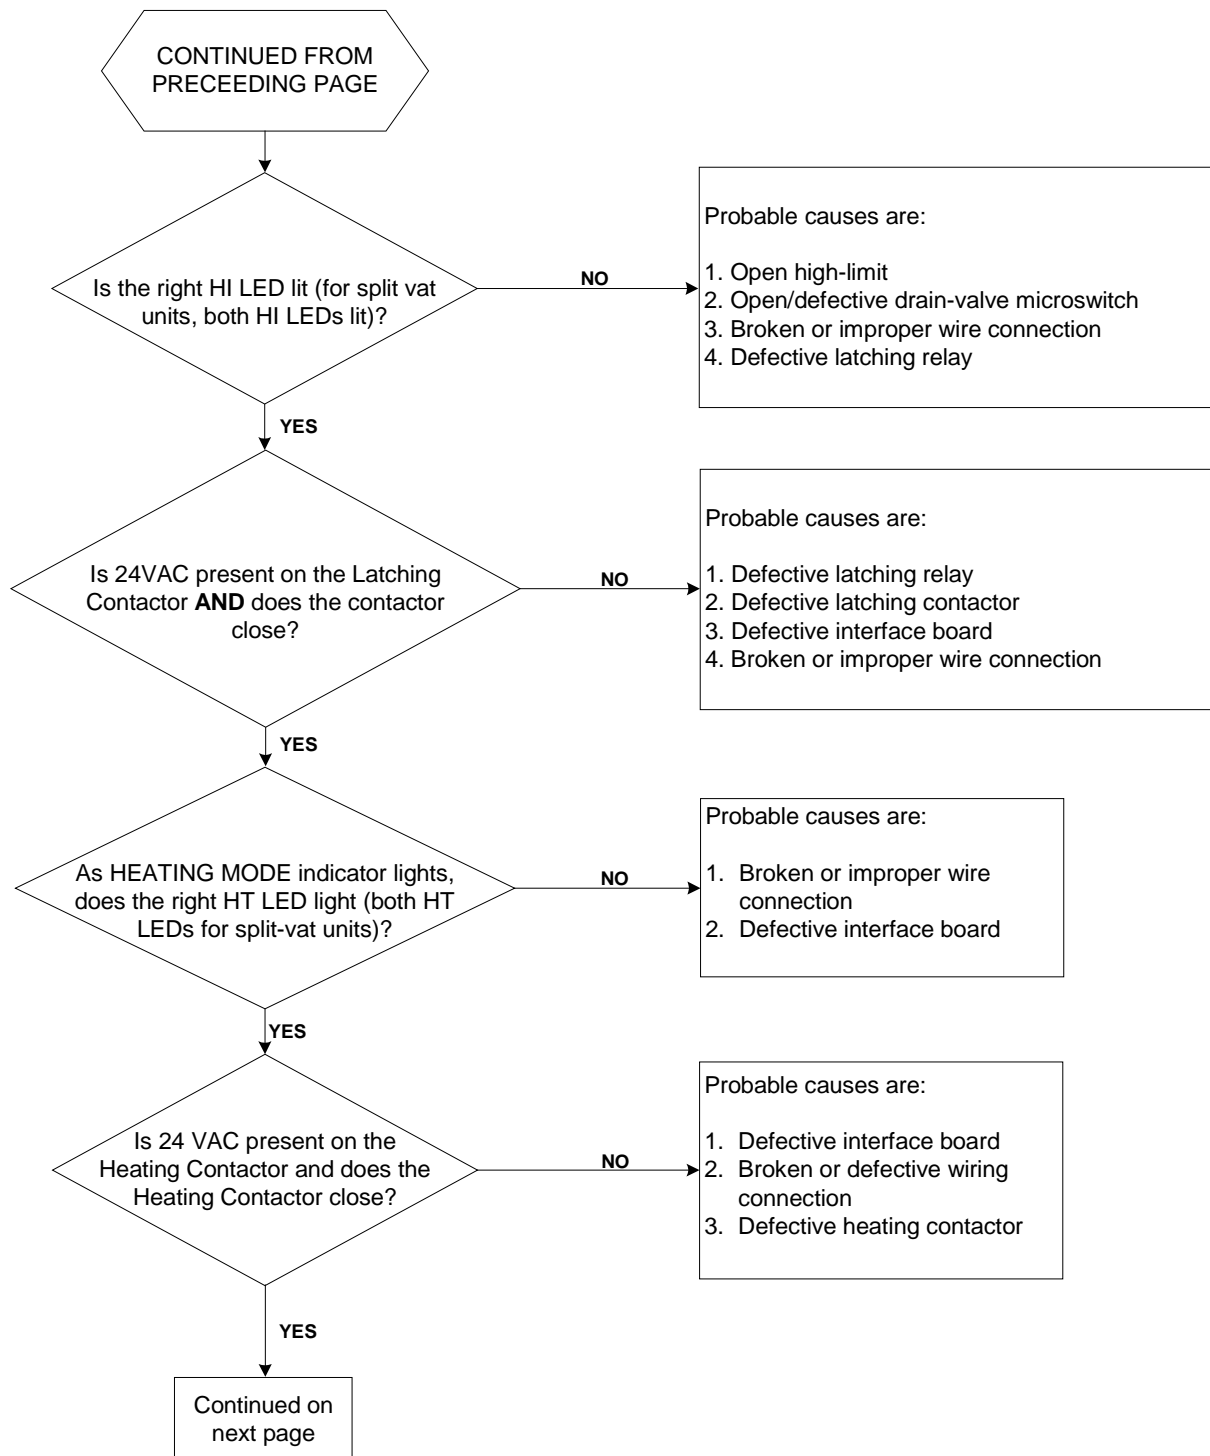 CONTINUED FROM
PRECEEDING PAGE
Is the right HI LED lit (for split vat
units, both HI LEDs lit)?
NO
Probable causes are:
1. Open high-limit
2. Open/defective drain-valve microswitch
3. Broken or improper wire connection
4. Defective latching relay
YES
Is 24VAC present on the Latching
Contactor AND does the contactor
close?
NO
Probable causes are:
1. Defective latching relay
2. Defective latching contactor
3. Defective interface board
4. Broken or improper wire connection
YES
As HEATING MODE indicator lights,
does the right HT LED light (both HT
LEDs for split-vat units)?
NO
Probable causes are:
1. Broken or improper wire
connection
2. Defective interface board
YES
Is 24 VAC present on the
Heating Contactor and does the
Heating Contactor close?
NO
Probable causes are:
1. Defective interface board
2. Broken or defective wiring
connection
3. Defective heating contactor
YES
Continued on
next page